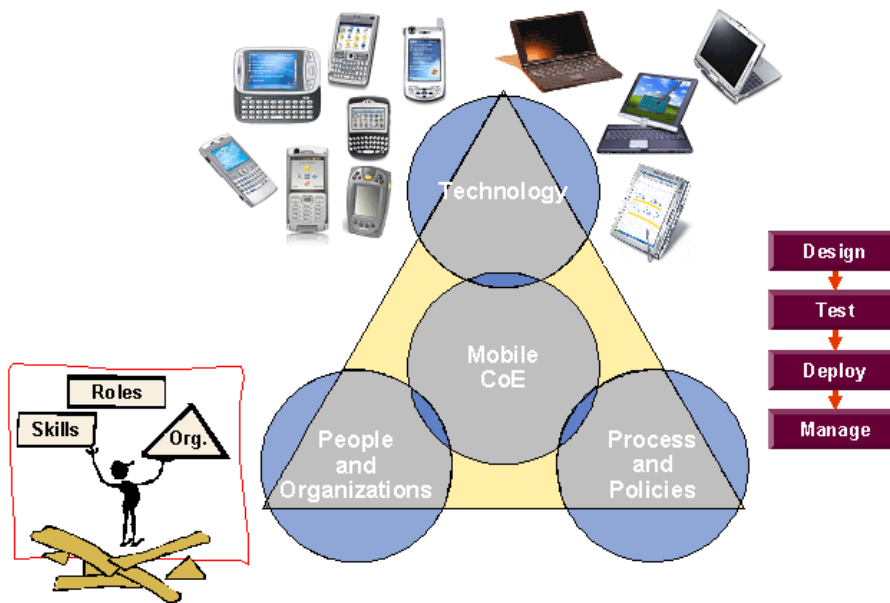 Technology
Mobile
CoE
People
and
Organizations
Process
and
Policies
Design
Test
Deploy
Manage
Roles
Skills
Org.